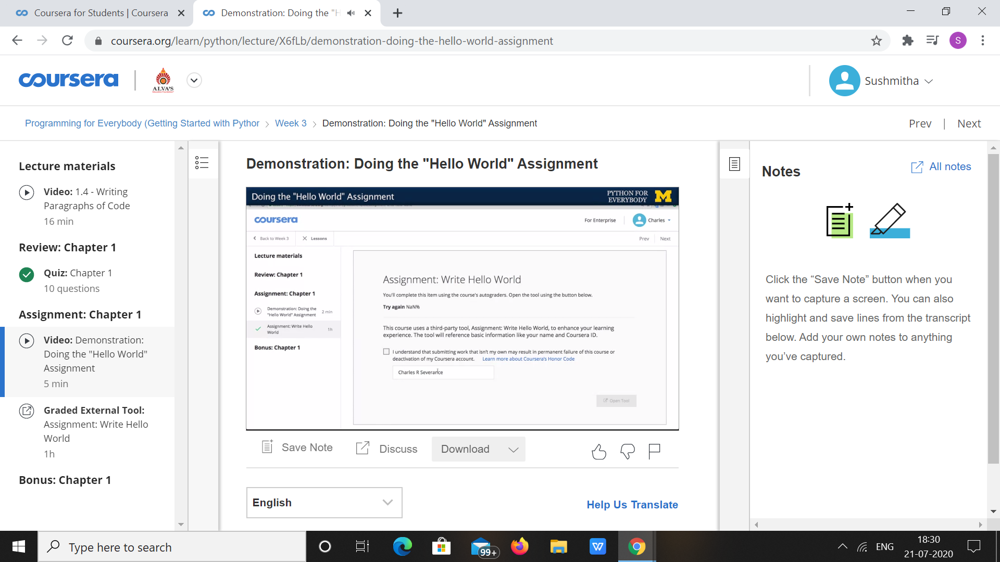 Coursera for Students | Coursera
Demonstration: Doing the "H
coursera.org/learn/python/lecture/X6fLb/demonstration-doing-the-hello-world-assignment
S
coursera
ALVA'S
Sushmitha
Programming for Everybody (Getting Started with Python
Week 3
Demonstration: Doing the "Hello World" Assignment
Prev | Next
Lecture materials
Video: 1.4 - Writing
Paragraphs of Code
16 min
Review: Chapter 1
Quiz: Chapter 1
10 questions
Assignment: Chapter 1
Video: Demonstration:
Doing the "Hello World"
Assignment
5 min
Graded External Tool:
Assignment: Write Hello
World
1h
Bonus: Chapter 1
Demonstration: Doing the "Hello World" Assignment
Doing the "Hello World" Assignment
PYTHON FOR
EVERYBODY
M
coursera
For Enterprise
Charles
Back to Week 3
Lessons
Prev
Next
Lecture materials
Review: Chapter 1
Assignment: Chapter 1
Demonstration: Doing the
"Hello World" Assignment
2 min
Assignment: Write Hello
World
1h
Bonus: Chapter 1
Assignment: Write Hello World
You'll complete this item using the course's autograders. Open the tool using the button below.
Try again NaN%
This course uses a third-party tool, Assignment: Write Hello World, to enhance your learning
experience. The tool will reference basic information like your name and Coursera ID.
I understand that submitting work that isn't my own may result in permanent failure of this course or
deactivation of my Coursera account. Learn more about Coursera's Honor Code
Charles R Severance
Open Tool
Save Note
Discuss
Download
English
Help Us Translate
Notes
All notes
Click the “Save Note” button when you
want to capture a screen. You can also
highlight and save lines from the transcript
below. Add your own notes to anything
you’ve captured.
Type here to search
99+
W
ENG
18:30
21-07-2020